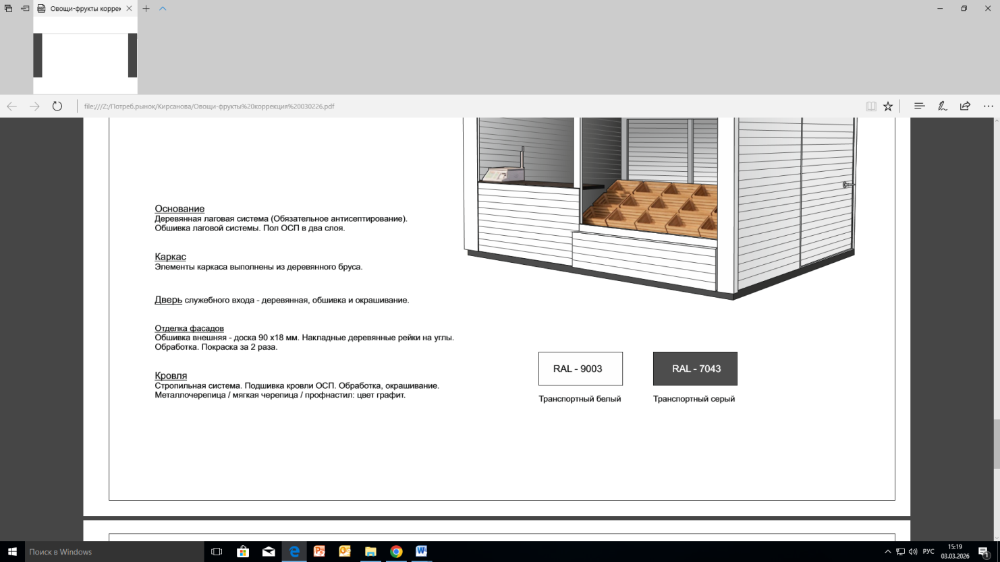 Овощи-фрукты коррек
file:///Z:/Потреб.рынок/Кирсанова/Овощи-фрукты%20коррекция%20030226.pdf
Основание
Деревянная лаговая система (Обязательное антисептирование).
Обшивка лаговой системы. Пол ОСП в два слоя.
Каркас
Элементы каркаса выполнены из деревянного бруса.
Дверь служебного входа - деревянная, обшивка и окрашивание.
Отделка фасадов
Обшивка внешняя - доска 90 х18 мм. Накладные деревянные рейки на углы.
Обработка. Покраска за 2 раза.
Кровля
Стропильная система. Подшивка кровли ОСП. Обработка, окрашивание.
Металлочерепица / мягкая черепица / профнастил: цвет графит.
RAL - 9003
RAL - 7043
Транспортный белый
Транспортный серый
Поиск в Windows
РУС
15:19
03.03.2026
1